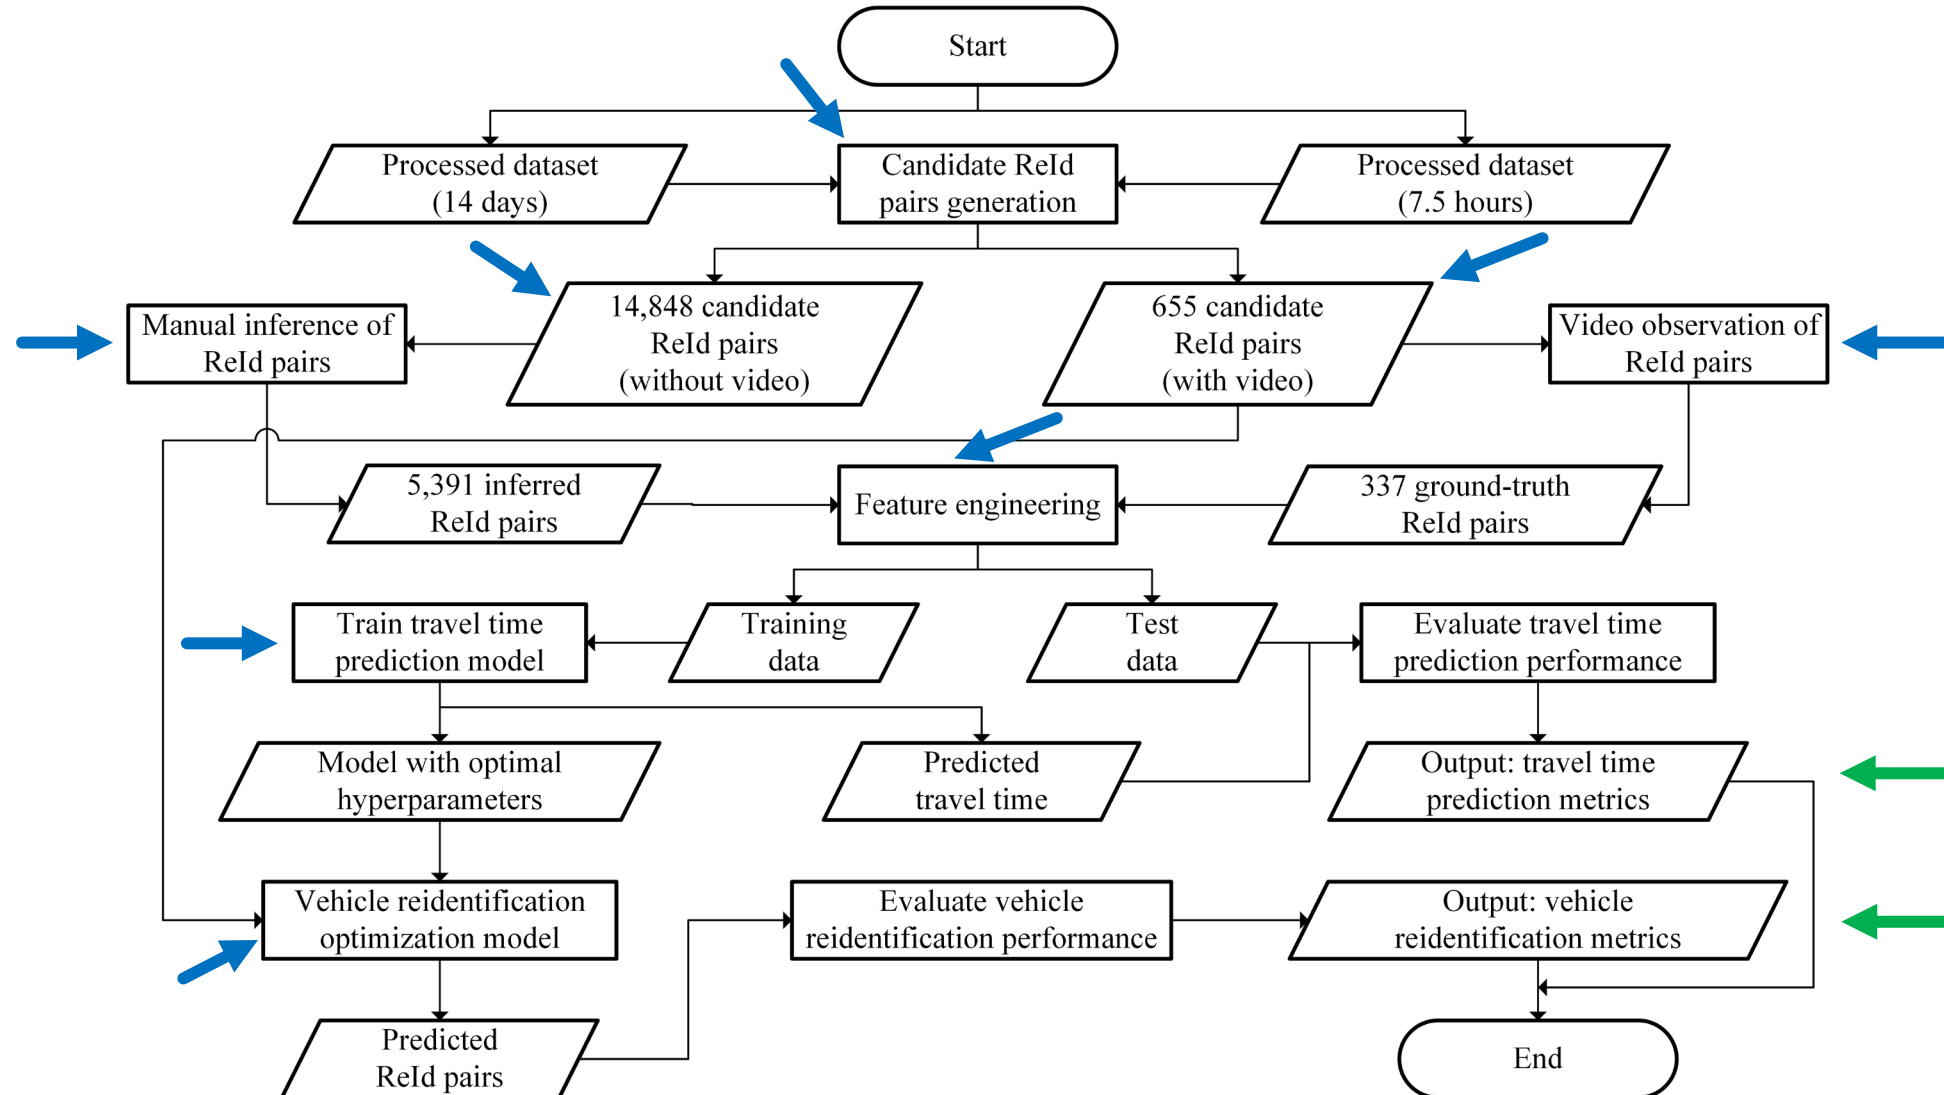 Start
Processed dataset
(14 days)
Candidate ReId
pairs generation
Processed dataset
(7.5 hours)
Manual inference of
ReId pairs
14,848 candidate
ReId pairs
(without video)
655 candidate
ReId pairs
(with video)
Video observation of
ReId pairs
5,391 inferred
ReId pairs
Feature engineering
337 ground-truth
ReId pairs
Train travel time
prediction model
Training
data
Test
data
Evaluate travel time
prediction performance
Model with optimal
hyperparameters
Predicted
travel time
Output: travel time
prediction metrics
Vehicle reidentification
optimization model
Evaluate vehicle
reidentification performance
Output: vehicle
reidentification metrics
Predicted
ReId pairs
End